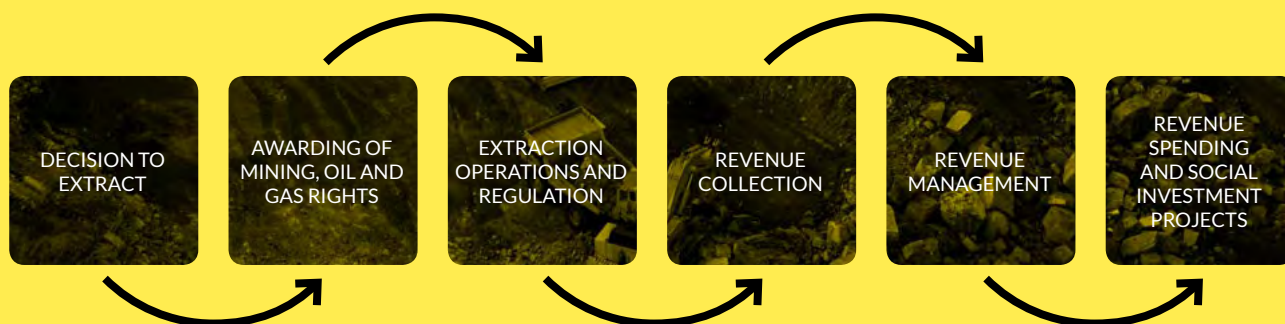 DECISION TO
EXTRACT
AWARDING OF
MINING, OIL AND
GAS RIGHTS
EXTRACTION
OPERATIONS AND
REGULATION
REVENUE
COLLECTION
REVENUE
MANAGEMENT
REVENUE
SPENDING
AND SOCIAL
INVESTMENT
PROJECTS